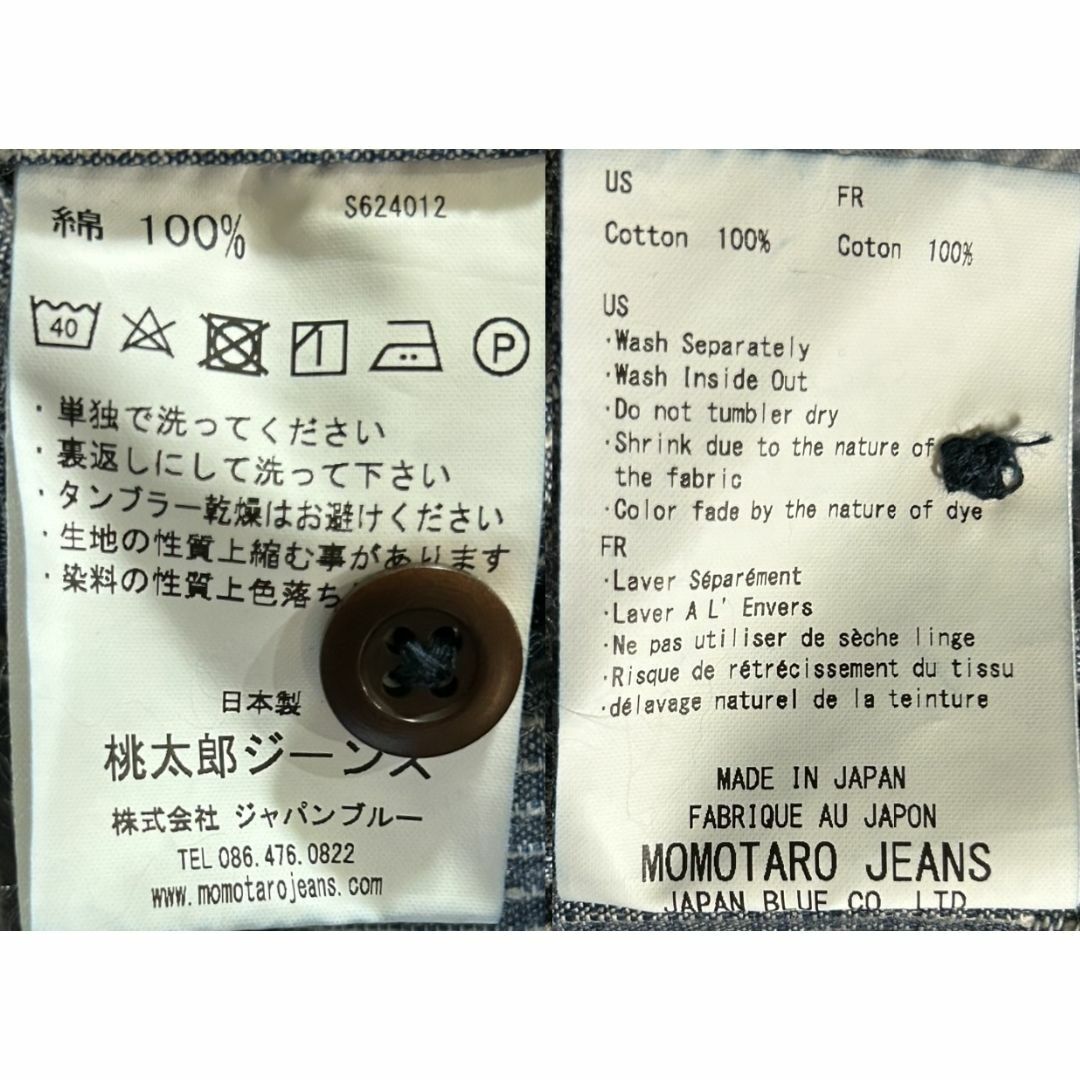 綿 100%
S624012
40
P
・単独で洗ってください
・裏返しにして洗って下さい
・タンブラー乾燥はお避けください
・生地の性質上縮む事があります
・染料の性質上色落ち
日本製
桃太郎ジーンズ
株式会社 ジャパンブルー
TEL 086.476.0822
www.momotarojeans.com
US
Cotton 100%
FR
Coton 100%
US
·Wash Separately
·Wash Inside Out
·Do not tumbler dry
·Shrink due to the nature of
the fabric
·Color fade by the nature of dye
FR
·Laver Séparément
·Laver A L' Envers
·Ne pas utiliser de sèche linge
·Risque de rétrécissement du tissu
·délavage naturel de la teinture
MADE IN JAPAN
FABRIQUE AU JAPON
MOMOTARO JEANS
JAPAN BLUE CO. LTD